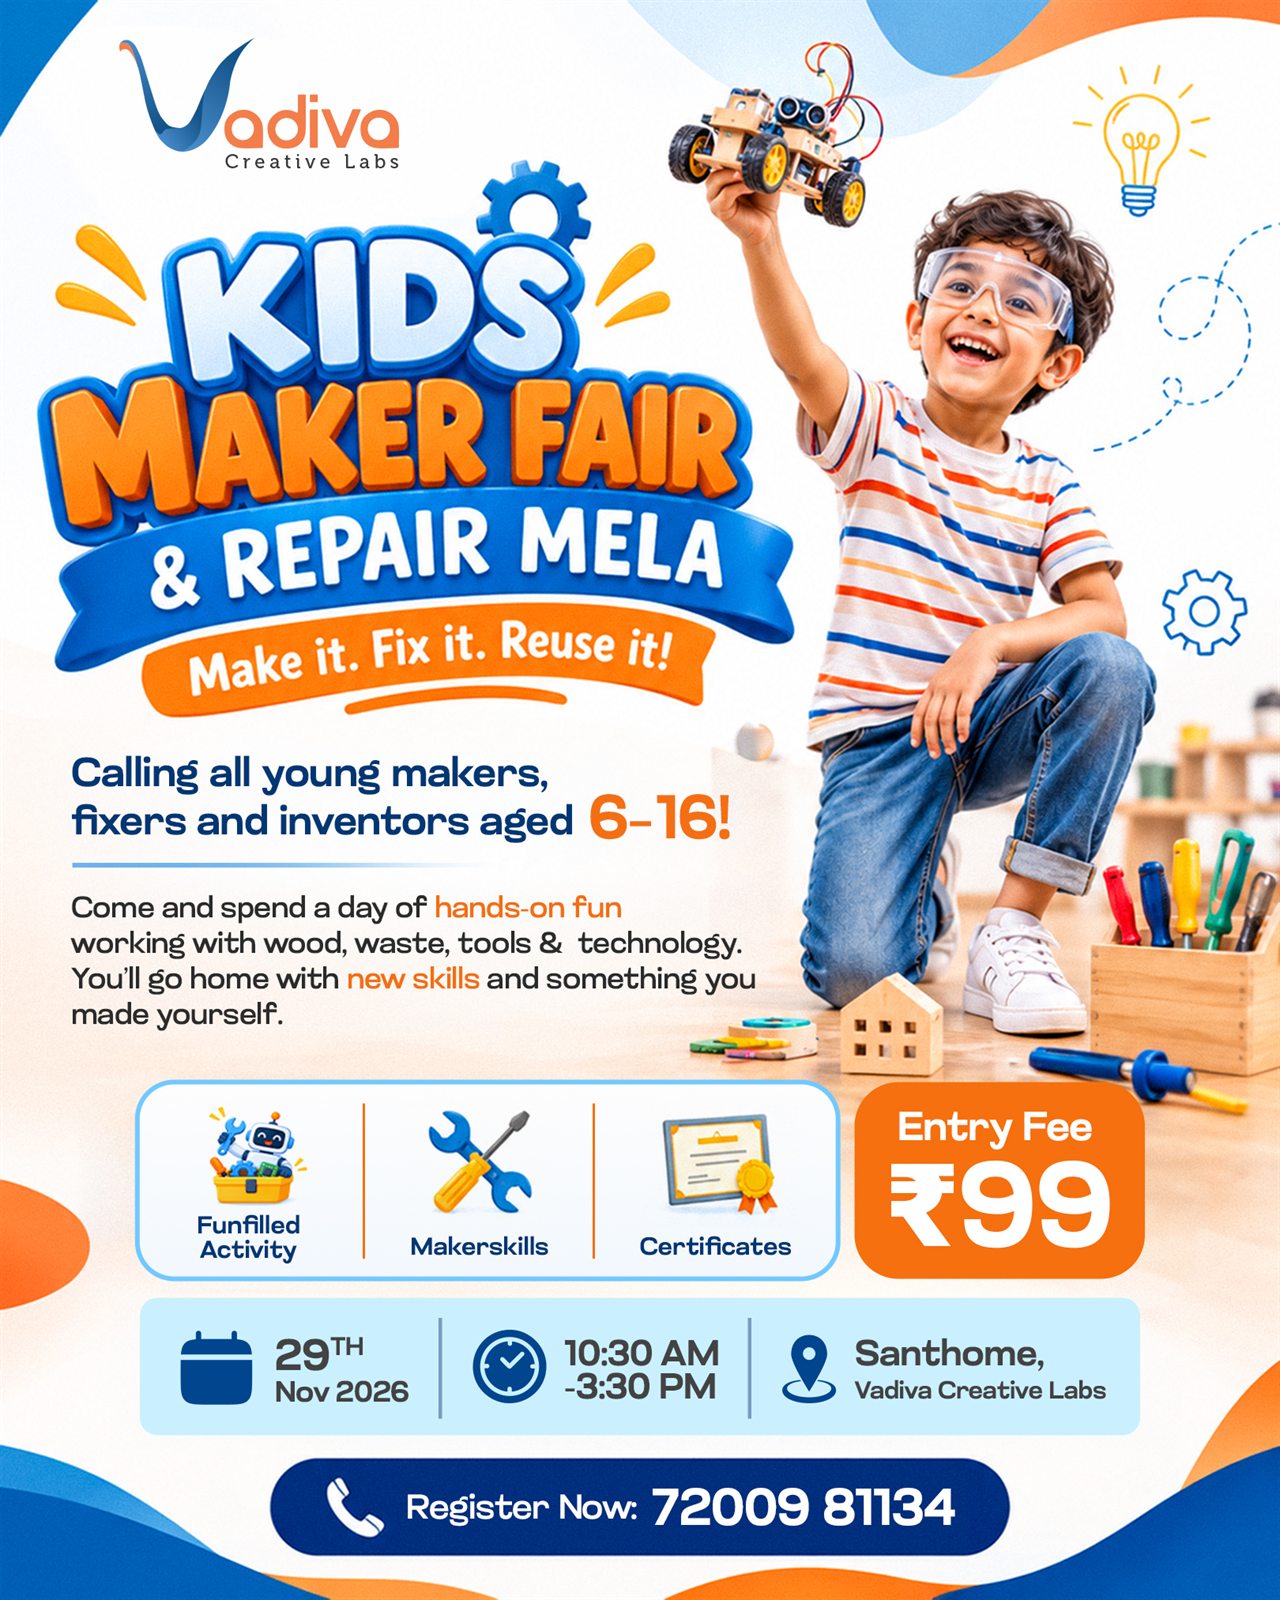 Vadiva
Creative Labs
KIDS
MAKER FAIR
& REPAIR MELA
Make it. Fix it. Reuse it!
Calling all young makers,
fixers and inventors aged 6-16!
Come and spend a day of hands-on fun
working with wood, waste, tools & technology.
You'll go home with new skills and something you
made yourself.
Funfilled
Activity
Makerskills
Certificates
Entry Fee
₹99
29TH
Nov 2026
10:30 AM
-3:30 PM
Santhome,
Vadiva Creative Labs
Register Now: 72009 81134